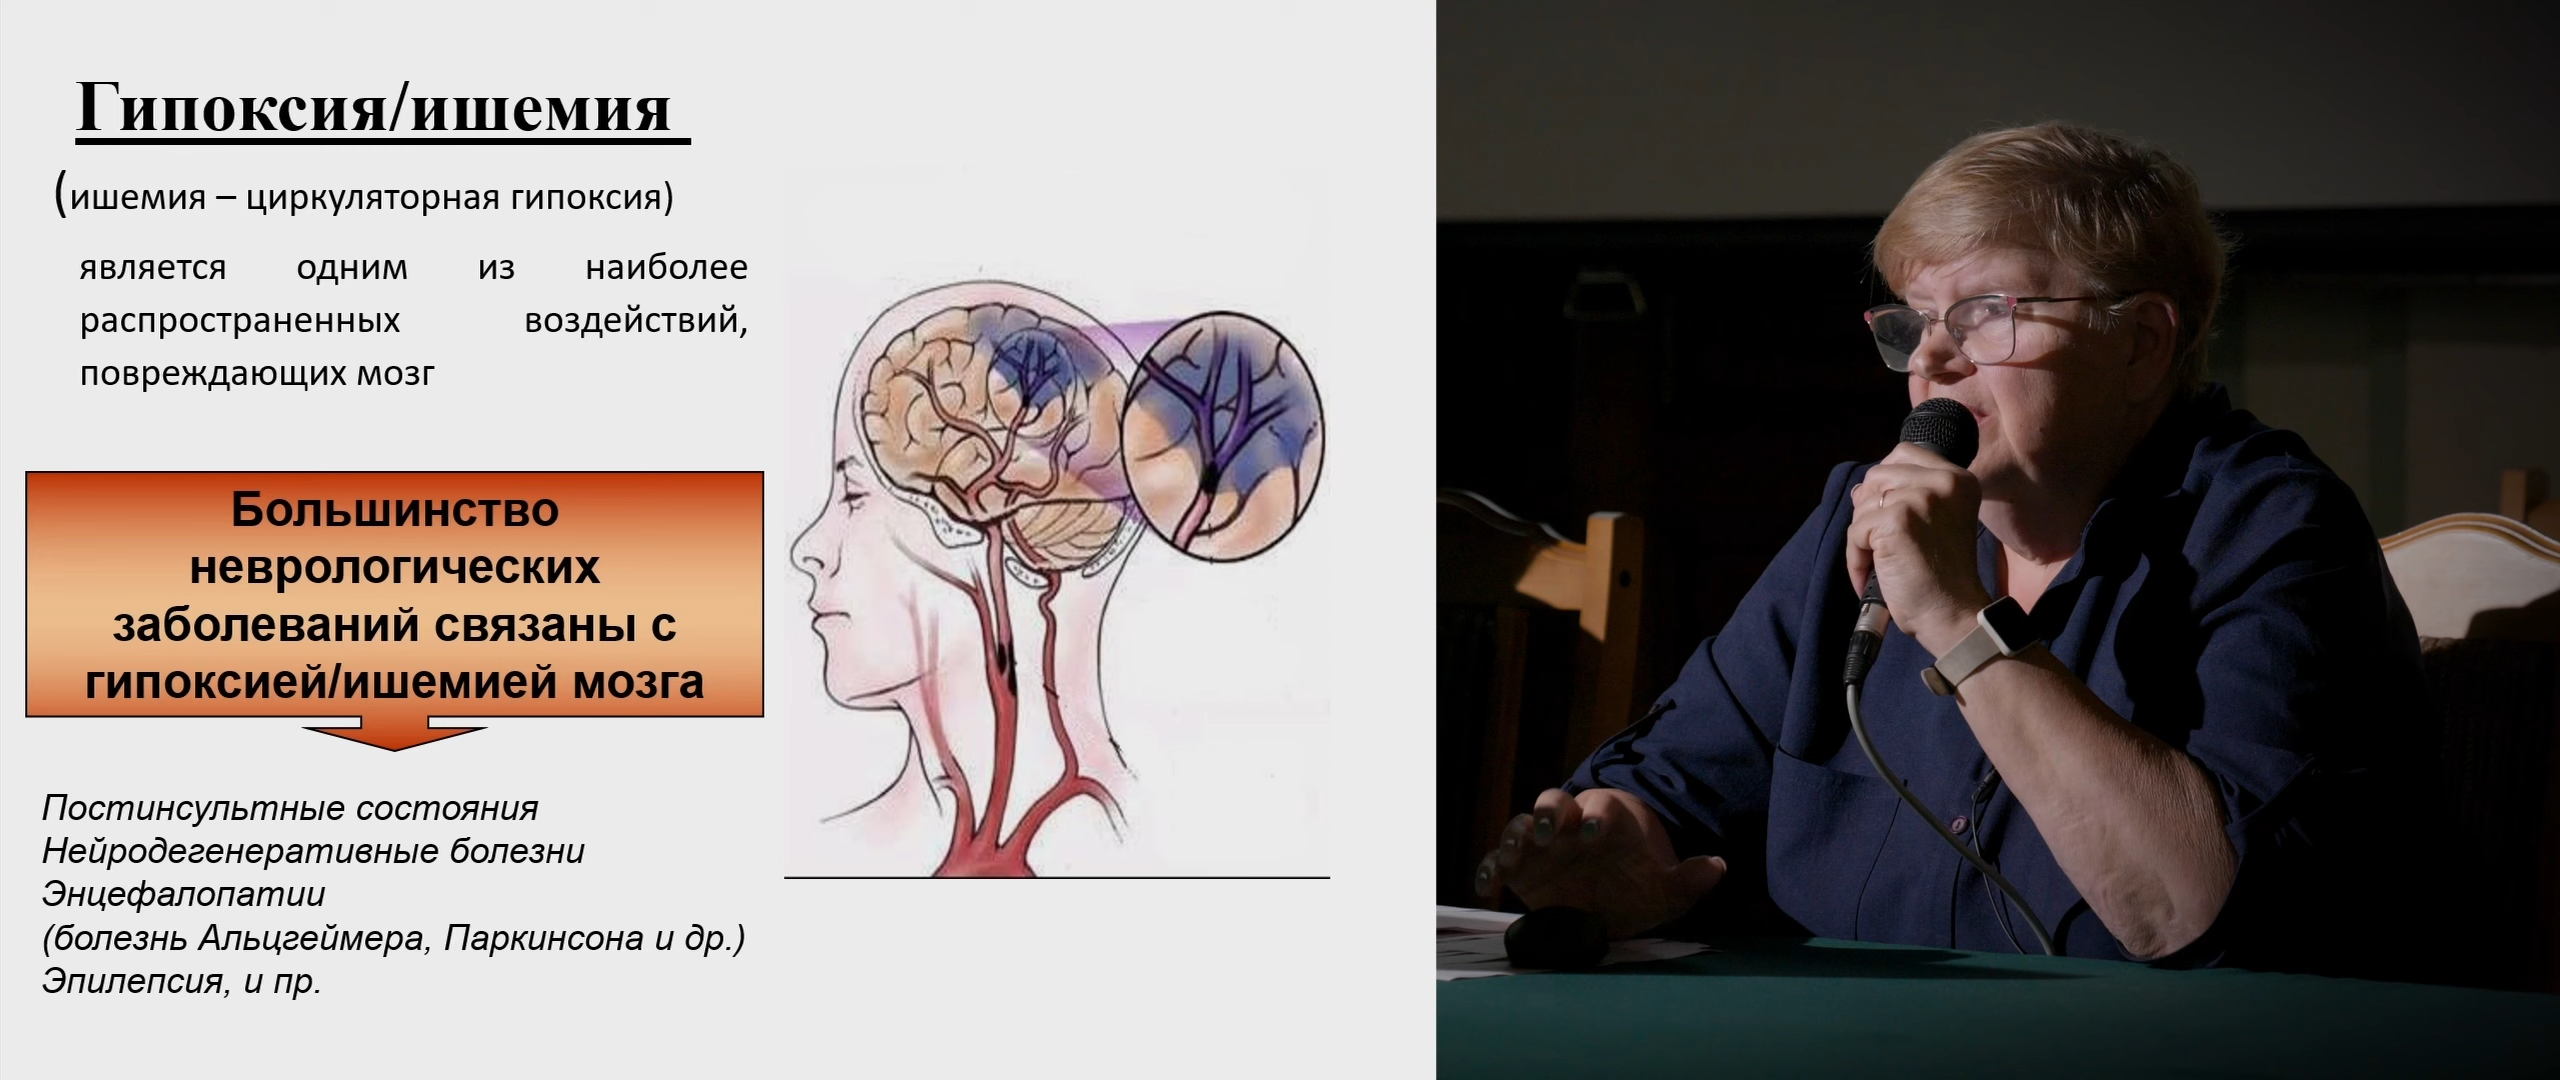 Гипоксия/ишемия
(ишемия – циркуляторная гипоксия)
является одним из наиболее
распространенных воздействий,
повреждающих мозг
Большинство
неврологических
заболеваний связаны с
гипоксией/ишемией мозга
Постинсультные состояния
Нейродегенеративные болезни
Энцефалопатии
(болезнь Альцгеймера, Паркинсона и др.)
Эпилепсия, и пр.